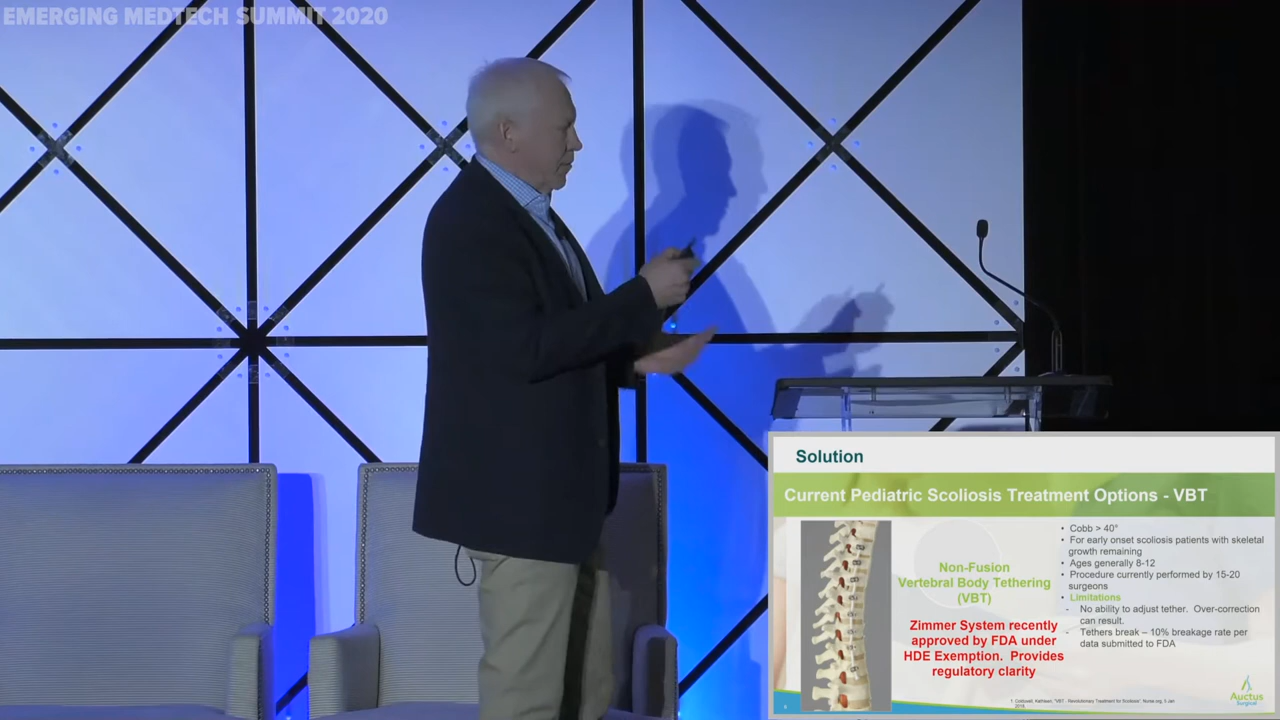 EMERGING MEDTECH SUMMIT 2020
Solution
Current Pediatric Scoliosis Treatment Options - VBT
Non-Fusion
Vertebral Body Tethering
(VBT)
Zimmer System recently
approved by FDA under
HDE Exemption. Provides
regulatory clarity
• Cobb > 40°
• For early onset scoliosis patients with skeletal
growth remaining
• Ages generally 8-12
• Procedure currently performed by 15-20
surgeons
• Limitations
- No ability to adjust tether. Over-correction
can result.
- Tethers break – 10% breakage rate per
data submitted to FDA
Auctus
Surgical